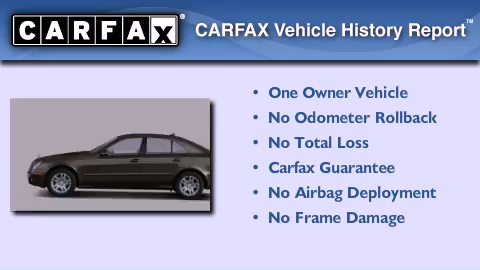 CARFAX® CARFAX Vehicle History Report™
• One Owner Vehicle
• No Odometer Rollback
• No Total Loss
• Carfax Guarantee
• No Airbag Deployment
• No Frame Damage